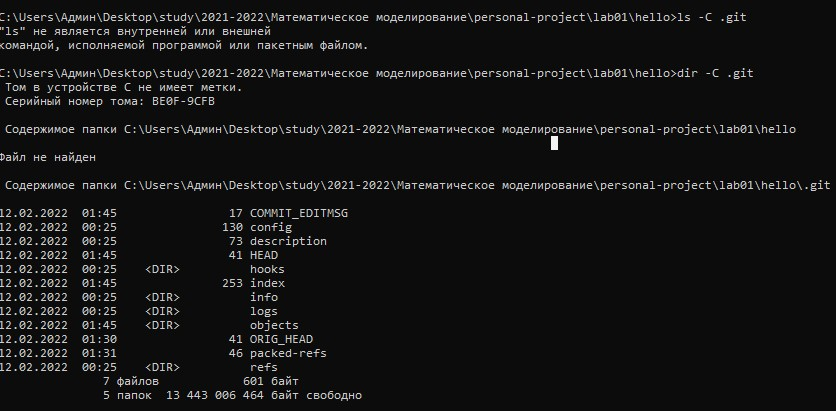 C:\Users\Админ\Desktop\study\2021-2022\Математическое моделирование\personal-project\lab01\hello>ls -C .git
"ls" не является внутренней или внешней
командой, исполняемой программой или пакетным файлом.
C:\Users\Админ\Desktop\study\2021-2022\Математическое моделирование\personal-project\lab01\hello>dir -C .git
Том в устройстве C не имеет метки.
Серийный номер тома: BE0F-9CFB
Содержимое папки C:\Users\Админ\Desktop\study\2021-2022\Математическое моделирование\personal-project\lab01\hello
Файл не найден
Содержимое папки C:\Users\Админ\Desktop\study\2021-2022\Математическое моделирование\personal-project\lab01\hello\.git
12.02.2022  01:45                17 COMMIT_EDITMSG
12.02.2022  00:25               130 config
12.02.2022  00:25                73 description
12.02.2022  01:45                41 HEAD
12.02.2022  00:25    <DIR>          hooks
12.02.2022  01:45               253 index
12.02.2022  00:25    <DIR>          info
12.02.2022  00:25    <DIR>          logs
12.02.2022  01:45    <DIR>          objects
12.02.2022  01:30                41 ORIG_HEAD
12.02.2022  01:31                46 packed-refs
12.02.2022  00:25    <DIR>          refs
7 файлов            601 байт
5 папок  13 443 006 464 байт свободно